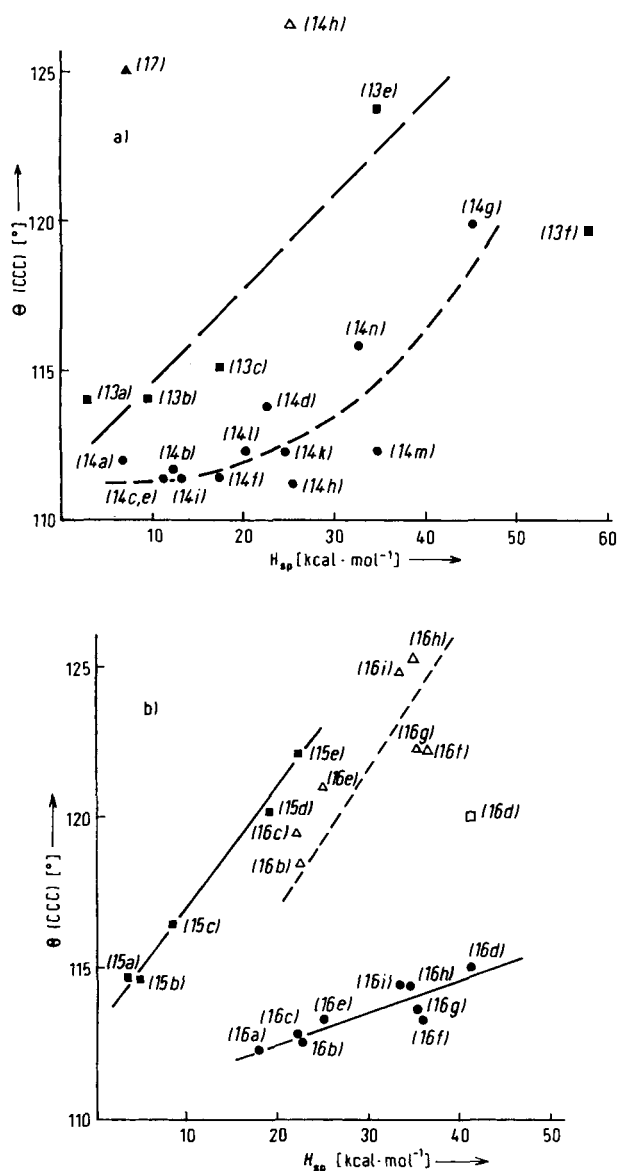 (14h)
125
(17)
(13e)
a)
120
(14g)
(13f)
Θ (CCC) [°]
(14n)
115
(13c)
(13a)
(13b)
(14d)
(14l)
(14a)
(14b)
(14k)
(14m)
(14c,e)
(14i)
(14f)
(14h)
110
10 20 30 40 50 60
H_sp [kcal·mol⁻¹]
(16h)
125
(16i)
b)
(16g)
(15e)
(16f)
(16e)
(15d)
120
(16c)
(16d)
(16b)
Θ (CCC) [°]
(15c)
(15a)
115
(15b)
(16i)
(16h)
(16d)
(16e)
(16c)
(16g)
(16a)
16b)
(16f)
110
10 20 30 40 50
H_sp [kcal·mol⁻¹]